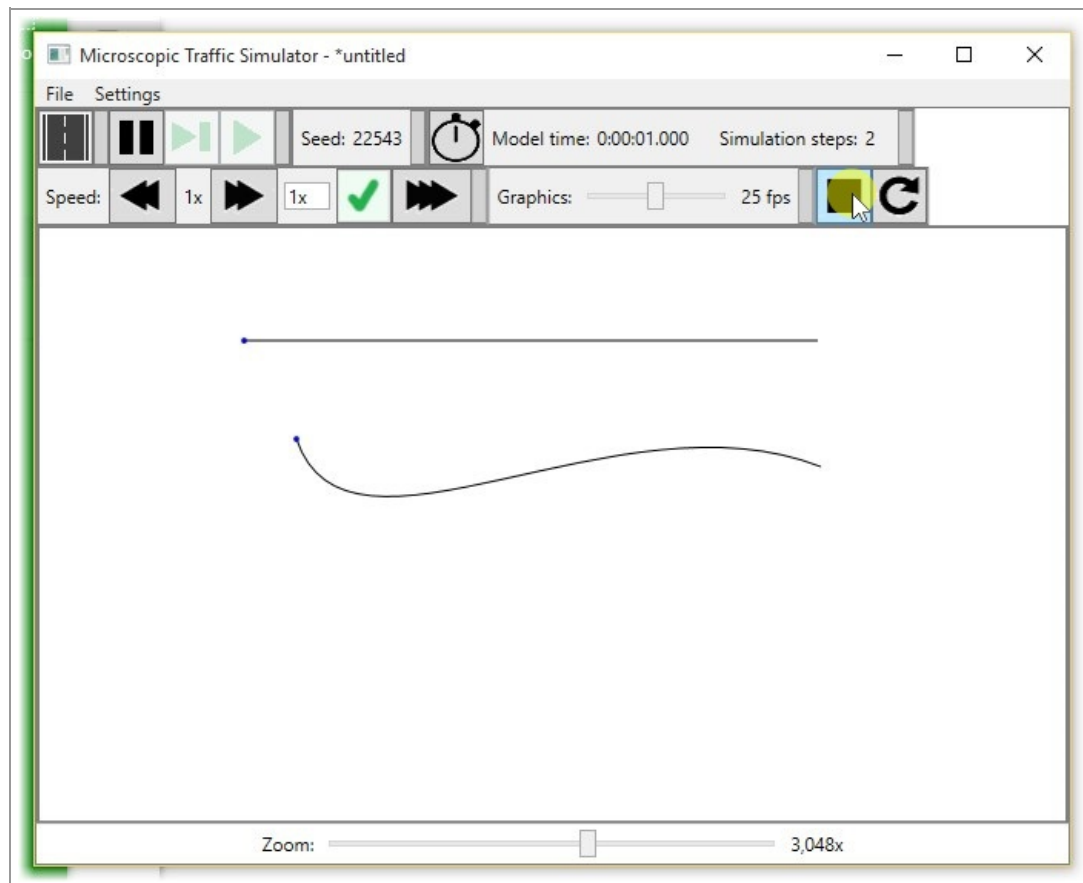 Microscopic Traffic Simulator - *untitled
File Settings
Seed: 22543 Model time: 0:00:01.000 Simulation steps: 2
Speed: 1x 1x Graphics: 25 fps
Zoom: 3,048x